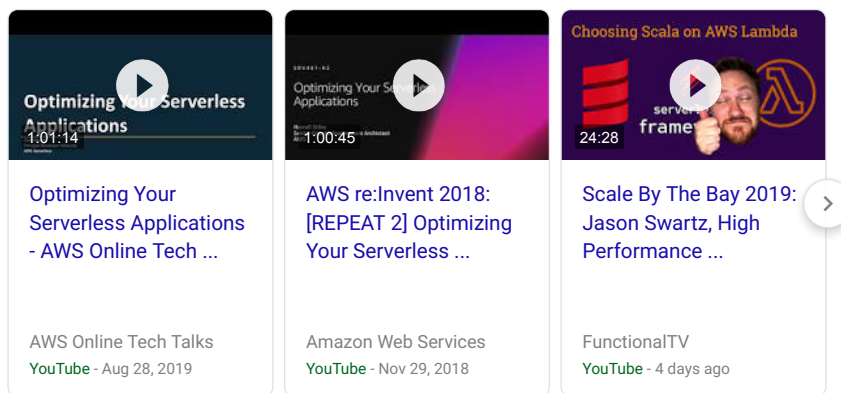 Optimizing Your Serverless
Applications
1:01:14
Optimizing Your
Serverless Applications
- AWS Online Tech ...
AWS Online Tech Talks
YouTube - Aug 28, 2019
Optimizing Your Serverless
Applications
1:00:45
AWS re:Invent 2018:
[REPEAT 2] Optimizing
Your Serverless ...
Amazon Web Services
YouTube - Nov 29, 2018
Choosing Scala on AWS Lambda
24:28
Scale By The Bay 2019:
Jason Swartz, High
Performance ...
FunctionalTV
YouTube - 4 days ago